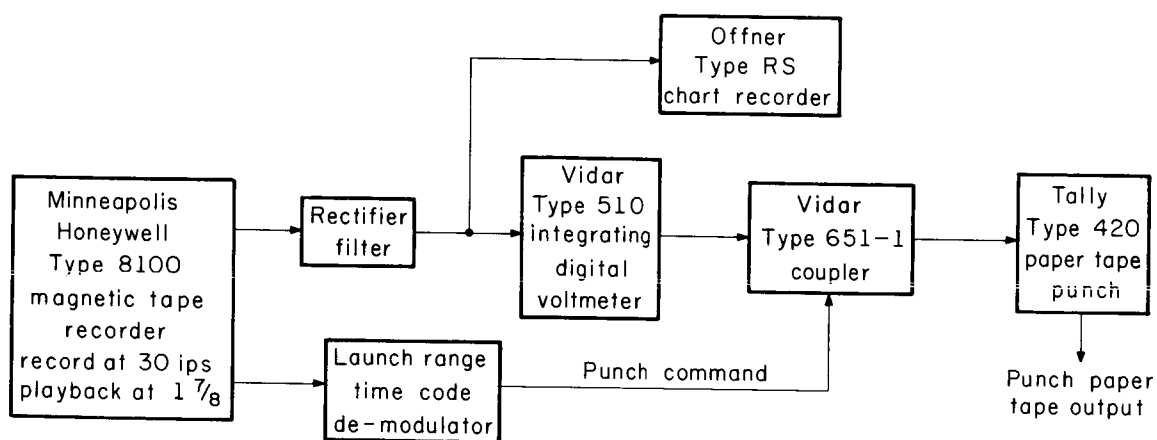 Offner
Type RS
chart recorder
Minneapolis
Honeywell
Type 8100
magnetic tape
recorder
record at 30 ips
playback at 1 7/8
Rectifier
filter
Vidar
Type 510
integrating
digital
voltmeter
Vidar
Type 651-1
coupler
Tally
Type 420
paper tape
punch
Launch range
time code
de-modulator
Punch command
Punch paper
tape output